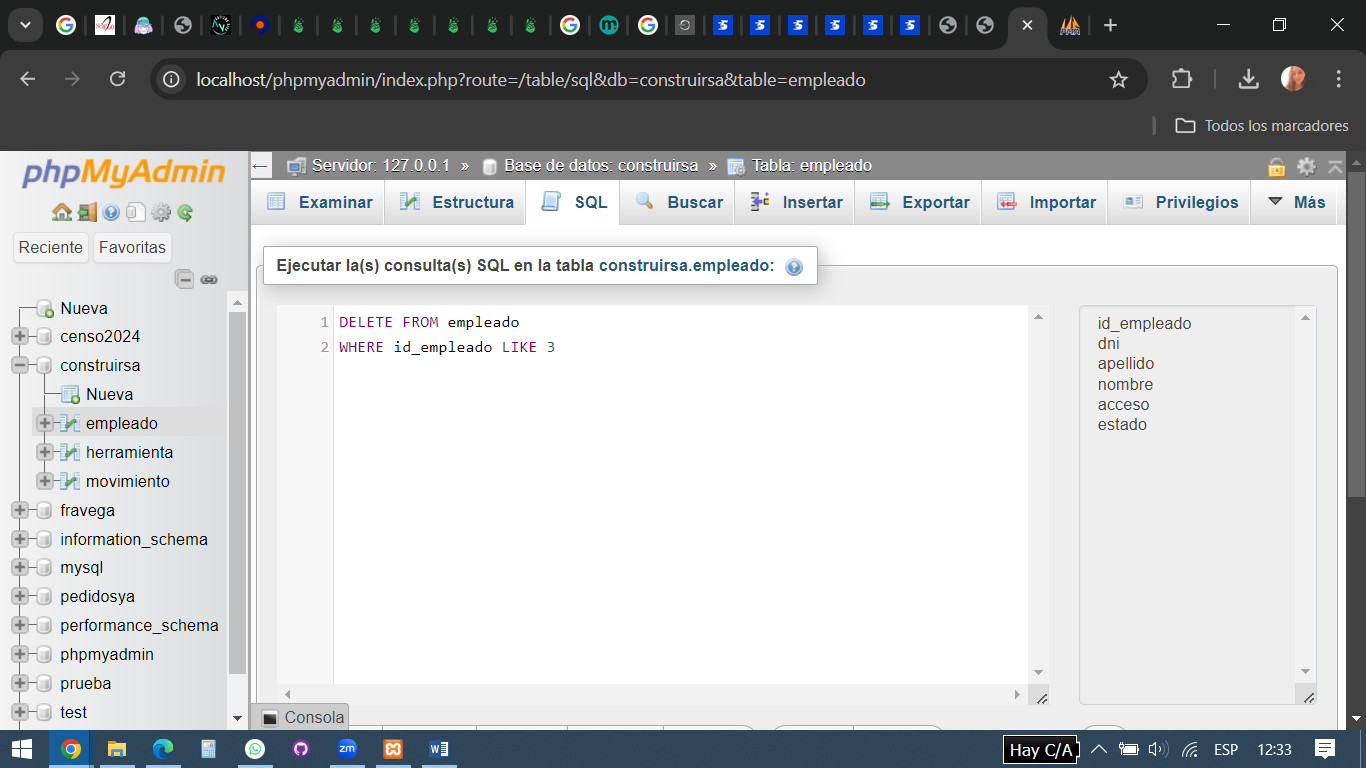 localhost/phpmyadmin/index.php?route=/table/sql&db=construirsa&table=empleado
Todos los marcadores
phpMyAdmin
Reciente
Favoritas
Nueva
censo2024
construirsa
Nueva
empleado
herramienta
movimiento
fravega
information_schema
mysql
pedidosya
performance_schema
phpmyadmin
prueba
test
Servidor: 127.0.0.1 » Base de datos: construirsa » Tabla: empleado
Examinar
Estructura
SQL
Buscar
Insertar
Exportar
Importar
Privilegios
Más
Ejecutar la(s) consulta(s) SQL en la tabla construirsa.empleado:
1 DELETE FROM empleado
2 WHERE id_empleado LIKE 3
id_empleado
dni
apellido
nombre
acceso
estado
Consola
zm
Hay C/A
ESP
12:33